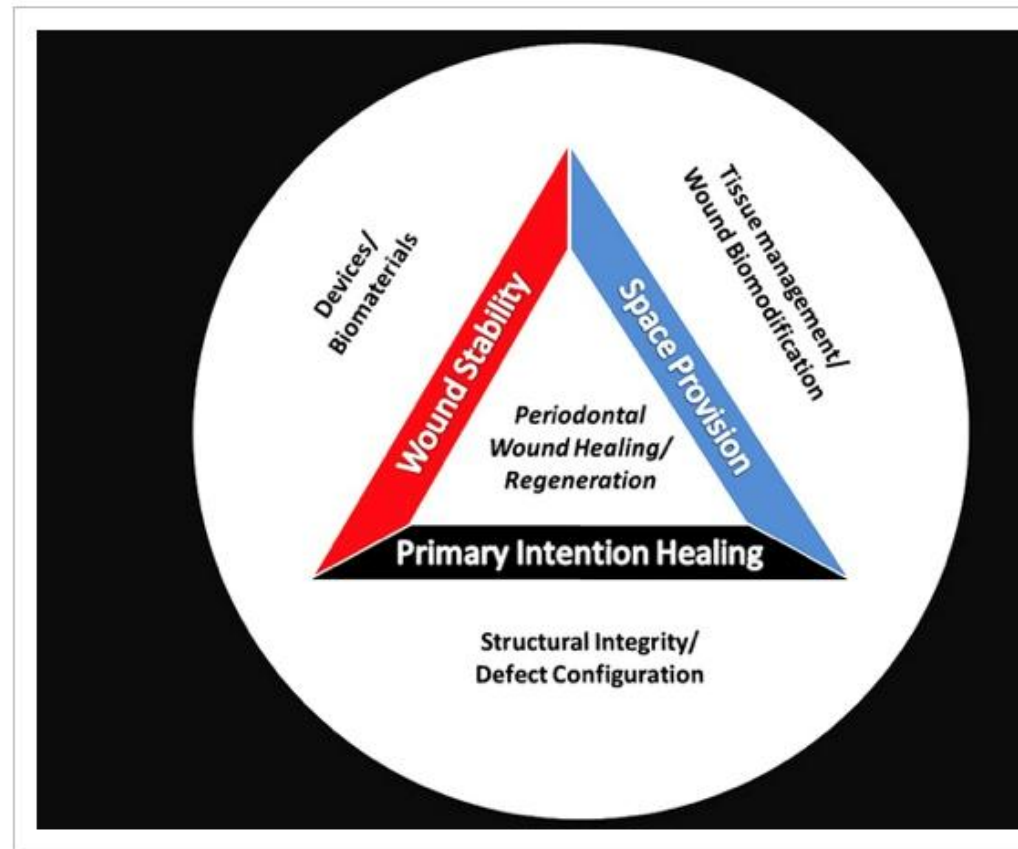 Devices/
Biomaterials
Tissue management/
Wound Biomodification
Wound Stability
Space Provision
Periodontal
Wound Healing/
Regeneration
Primary Intention Healing
Structural Integrity/
Defect Configuration